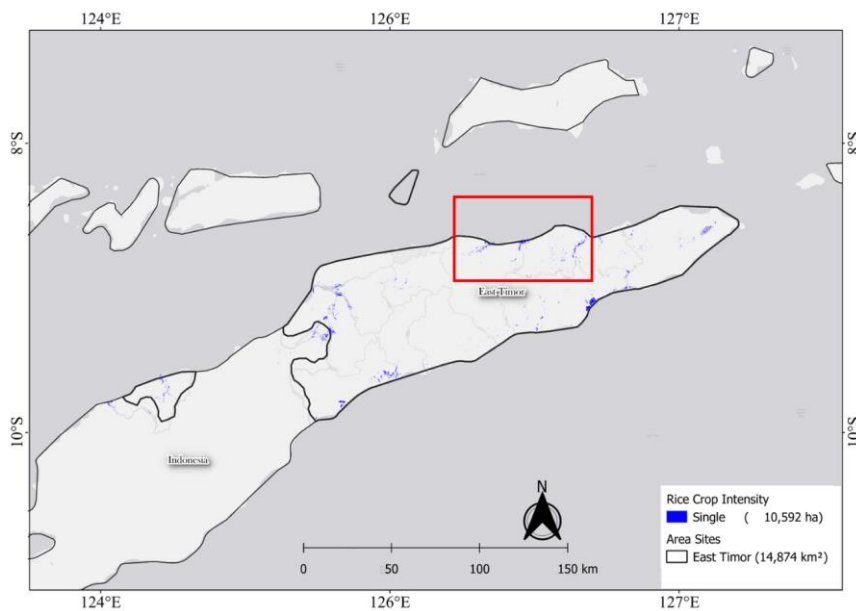 124°E 126°E 127°E
8°S 8°S
East Timor
10°S 10°S
Indonesia
N
0 50 100 150 km
Rice Crop Intensity
Single ( 10,592 ha)
Area Sites
East Timor (14,874 km²)
124°E 126°E 127°E